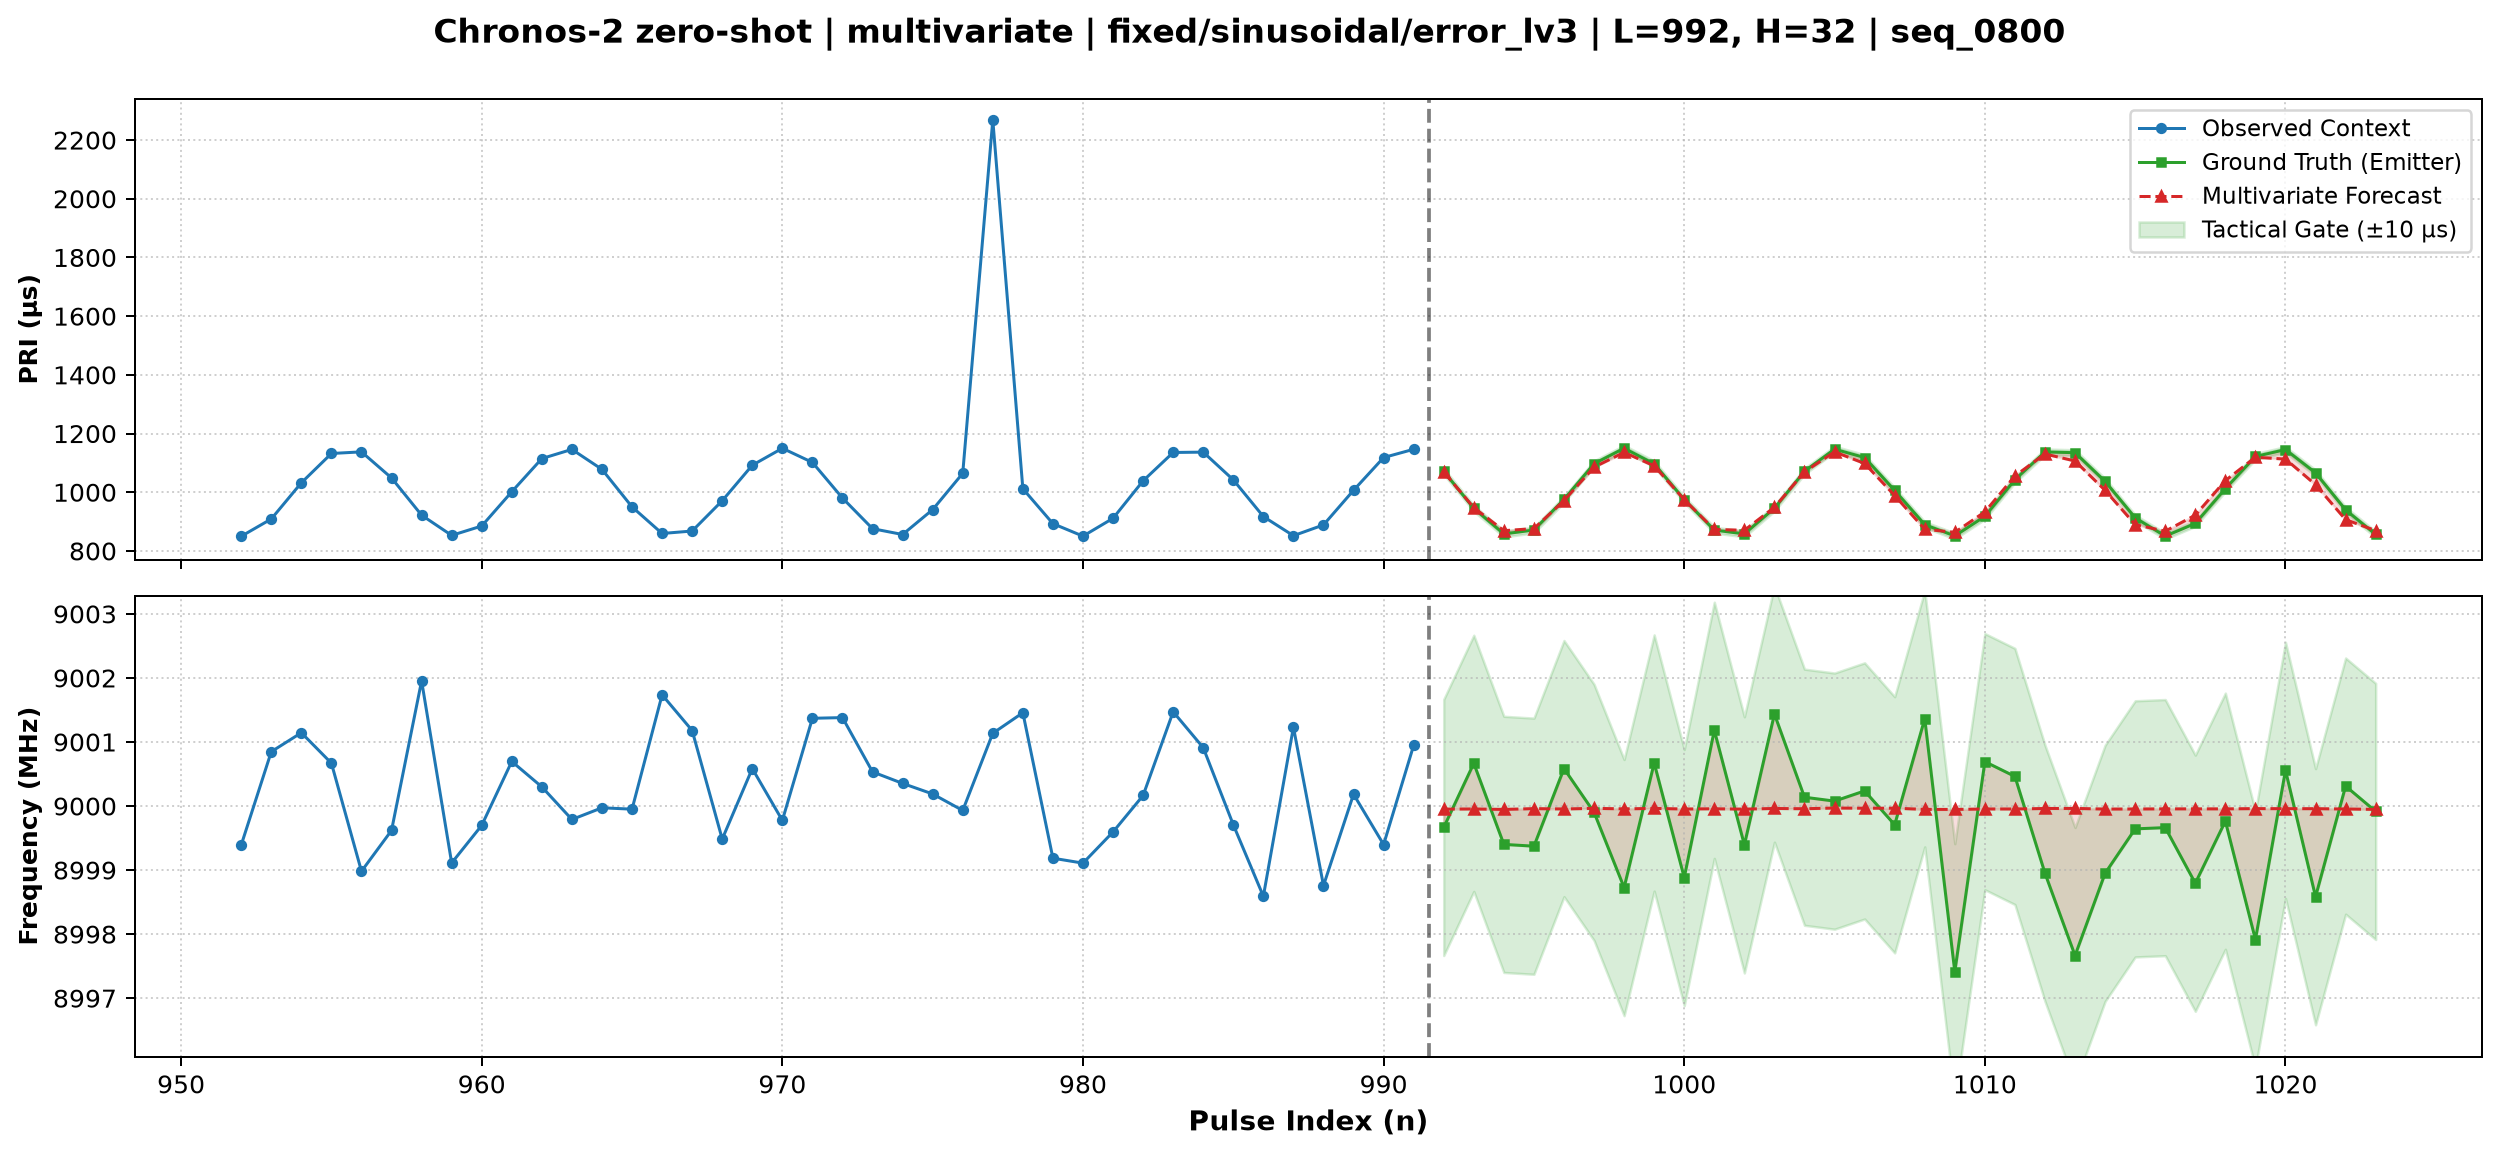 Chronos-2 zero-shot | multivariate | fixed/sinusoidal/error_lv3 | L=992, H=32 | seq_0800
2200
2000
1800
1600
1400
1200
1000
800
PRI (µs)
Observed Context
Ground Truth (Emitter)
Multivariate Forecast
Tactical Gate (±10 µs)
9003
9002
9001
9000
8999
8998
8997
Frequency (MHz)
950 960 970 980 990 1000 1010 1020
Pulse Index (n)